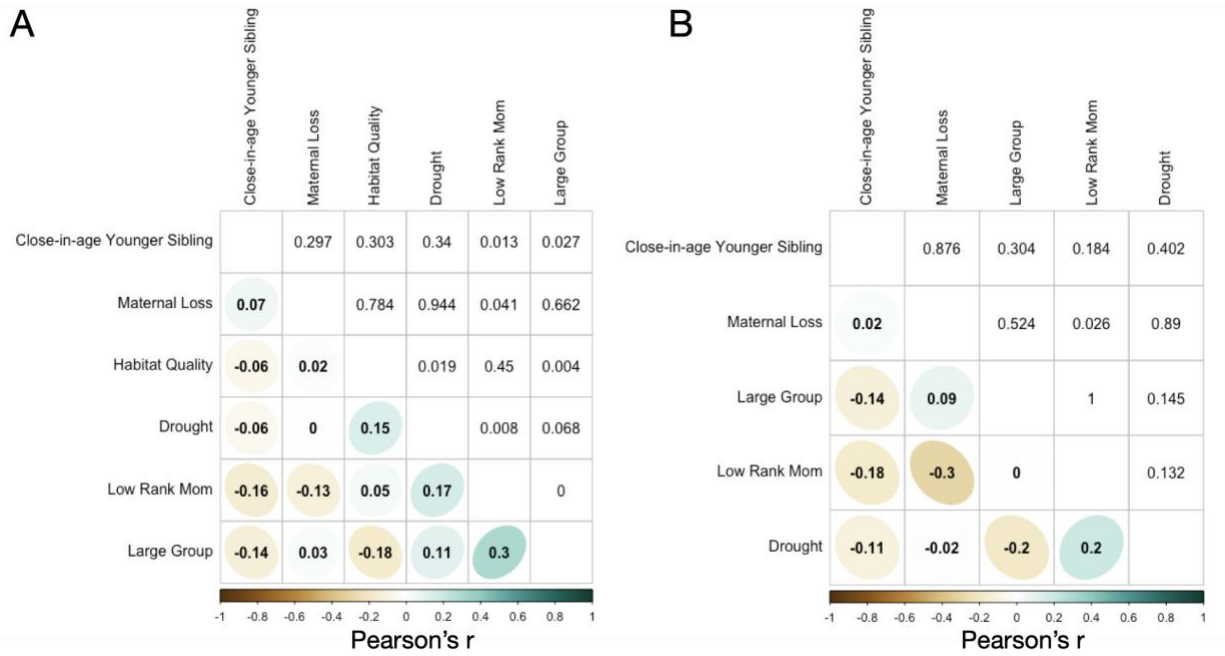 A
Close-in-age Younger Sibling
Maternal Loss
Habitat Quality
Drought
Low Rank Mom
Large Group
Close-in-age Younger Sibling 0.297 0.303 0.34 0.013 0.027
Maternal Loss 0.07 0.784 0.944 0.041 0.662
Habitat Quality -0.06 0.02 0.019 0.45 0.004
Drought -0.06 0 0.15 0.008 0.068
Low Rank Mom -0.16 -0.13 0.05 0.17 0
Large Group -0.14 0.03 -0.18 0.11 0.3
-1 -0.8 -0.6 -0.4 -0.2 0 0.2 0.4 0.6 0.8 1
Pearson's r
B
Close-in-age Younger Sibling
Maternal Loss
Large Group
Low Rank Mom
Drought
Close-in-age Younger Sibling 0.876 0.304 0.184 0.402
Maternal Loss 0.02 0.524 0.026 0.89
Large Group -0.14 0.09 1 0.145
Low Rank Mom -0.18 -0.3 0 0.132
Drought -0.11 -0.02 -0.2 0.2
-1 -0.8 -0.6 -0.4 -0.2 0 0.2 0.4 0.6 0.8 1
Pearson's r